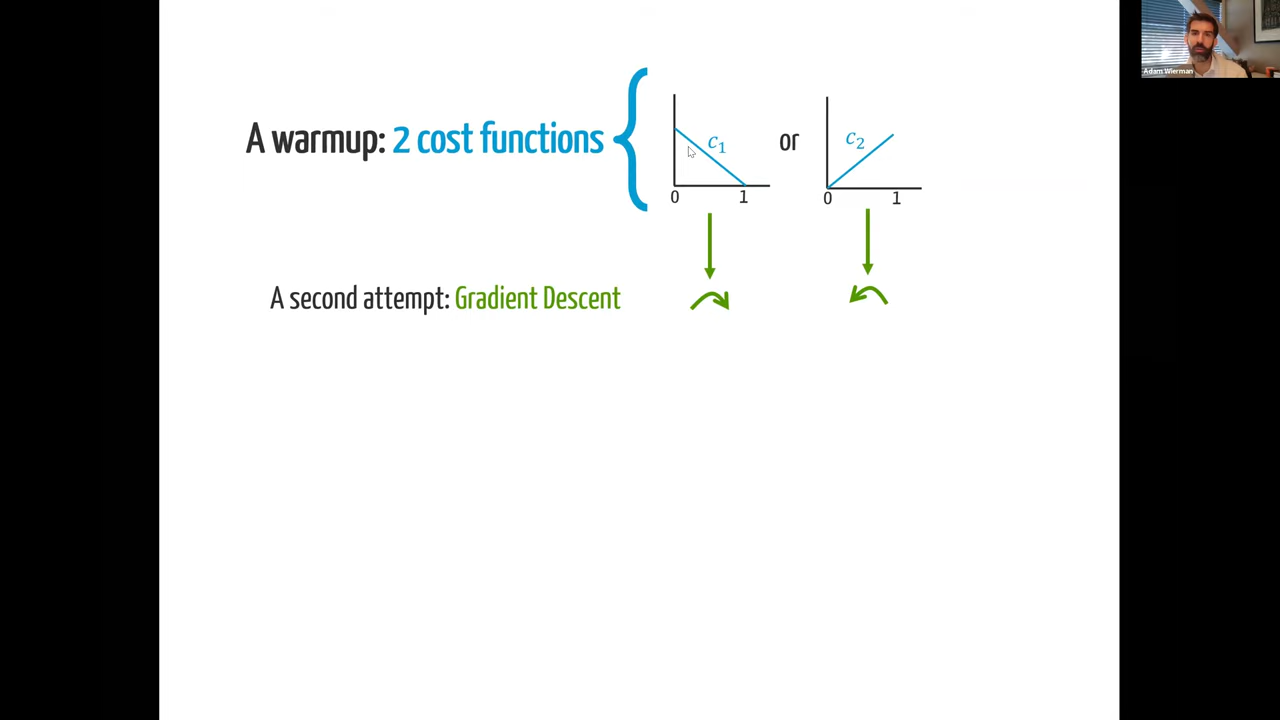 Adam Wierman
A warmup: 2 cost functions
c₁
or
c₂
0 1
0 1
A second attempt: Gradient Descent